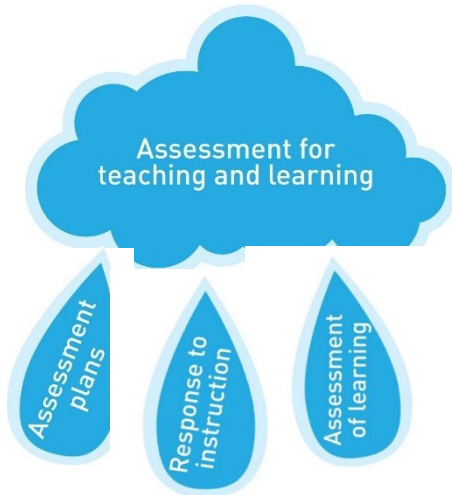 Assessment for
teaching and learning
Assessment
plans
Response to
instruction
Assessment
of learning